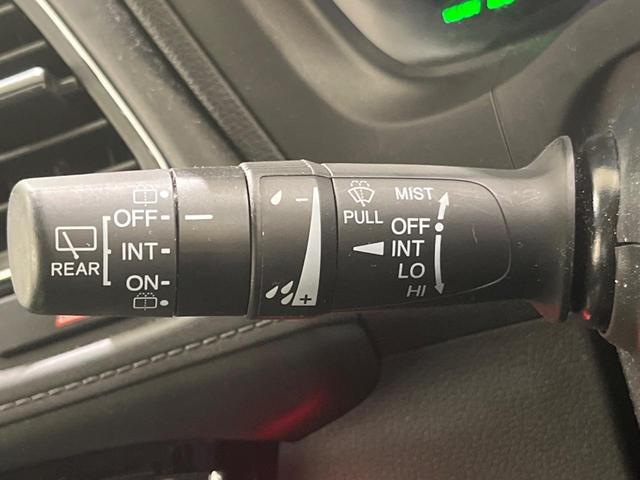 REAR
OFF
INT
ON
−
+
PULL
MIST
OFF
INT
LO
HI